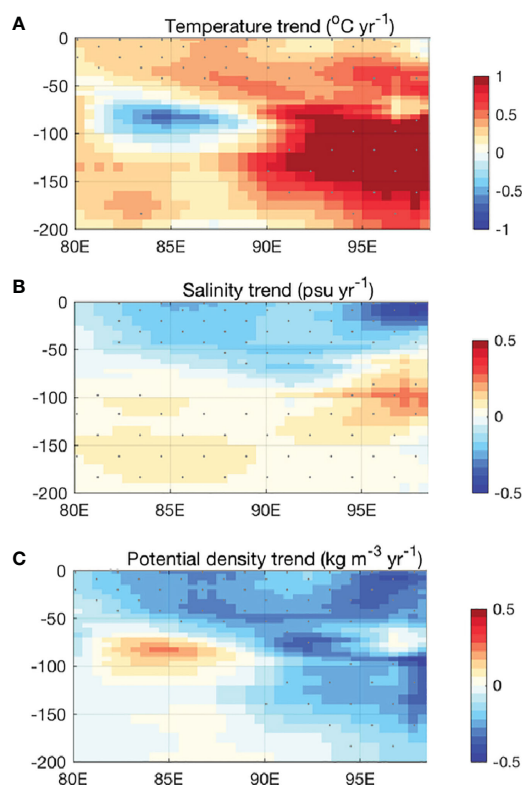 A
Temperature trend (°C yr⁻¹)
0
-50
-100
-150
-200
80E 85E 90E 95E
1
0.5
0
-0.5
-1
B
Salinity trend (psu yr⁻¹)
0
-50
-100
-150
-200
80E 85E 90E 95E
0.5
0
-0.5
C
Potential density trend (kg m⁻³ yr⁻¹)
0
-50
-100
-150
-200
80E 85E 90E 95E
0.5
0
-0.5